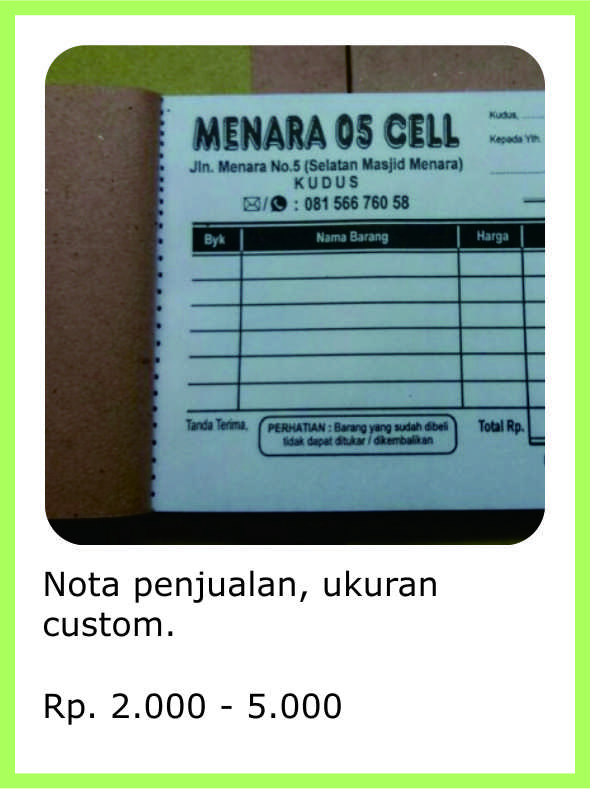 MENARA 05 CELL
Jln. Menara No.5 (Selatan Masjid Menara)
KUDUS
: 081 566 760 58
Kudus, ........
Kepada Yth.
Byk
Nama Barang
Harga
Tanda Terima,
PERHATIAN : Barang yang sudah dibeli
tidak dapat ditukar / dikembalikan
Total Rp.
Nota penjualan, ukuran
custom.
Rp. 2.000 - 5.000